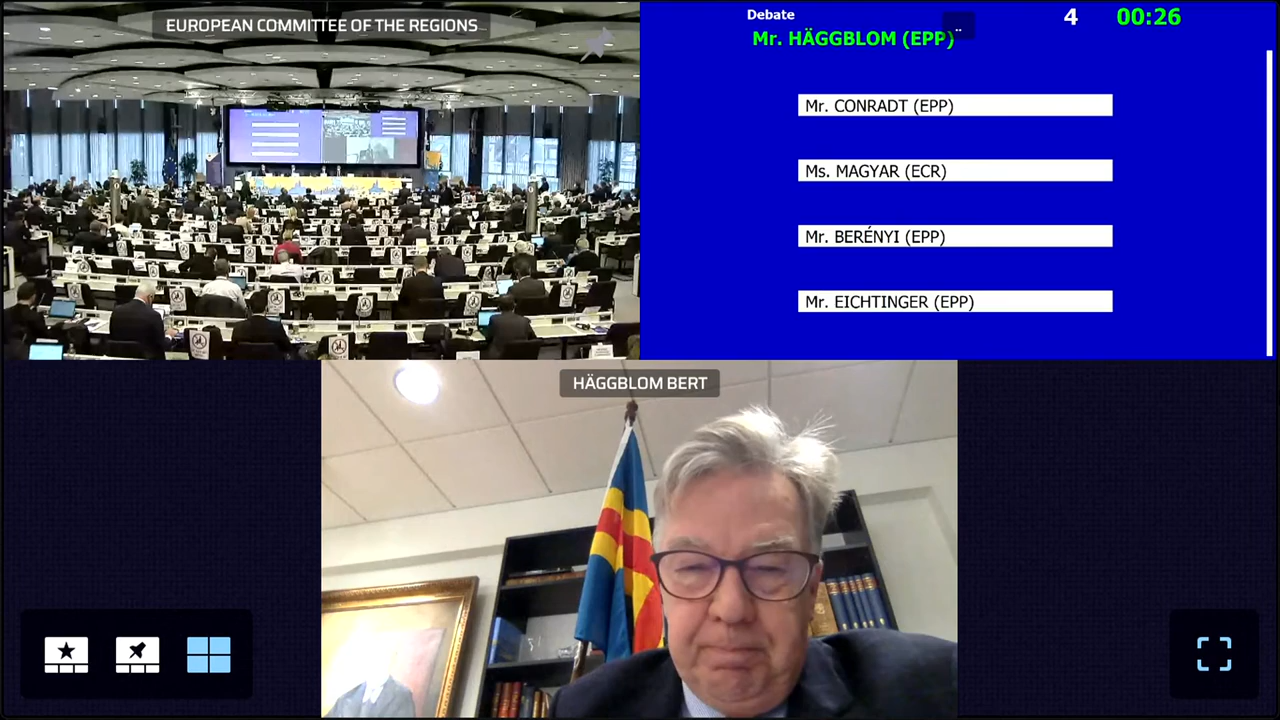 EUROPEAN COMMITTEE OF THE REGIONS
Debate
4
00:26
Mr. HÄGGBLOM (EPP)
Mr. CONRADT (EPP)
Ms. MAGYAR (ECR)
Mr. BERÉNYI (EPP)
Mr. EICHTINGER (EPP)
HÄGGBLOM BERT